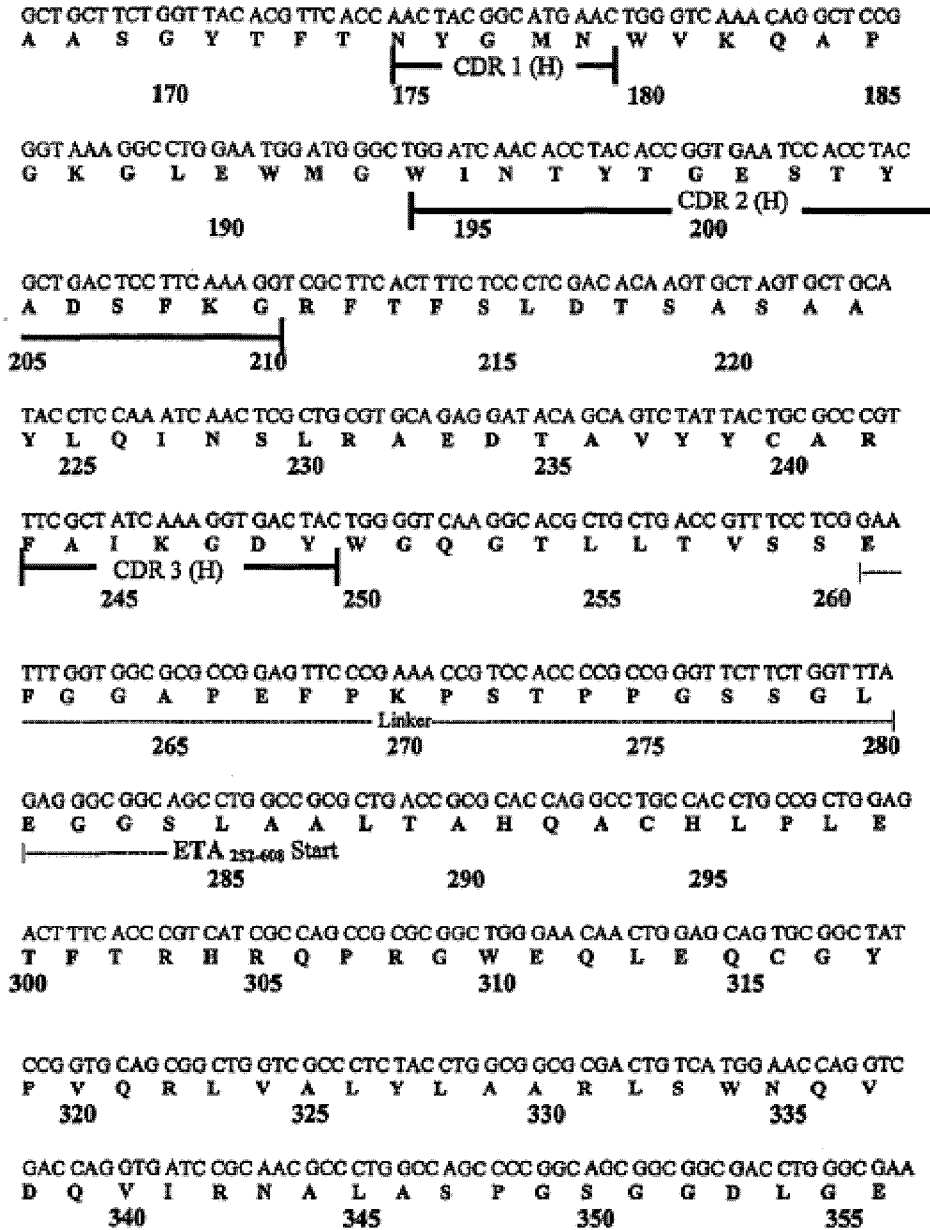 GCT GCT TCT GGT TAC ACG TTC ACC AAC TAC GGC ATG AAC TGG GTC AAA CAG GCT CCG
A A S G Y T F T N Y G M N W V K Q A P
CDR 1 (H)
170 175 180 185
GGT AAA GGC CTG GAA TGG ATG GGC TGG ATC AAC ACC TAC ACC GGT GAA TCC ACC TAC
G K G L E W M G W I N T Y T G E S T Y
CDR 2 (H)
190 195 200
GCT GAC TCC TTC AAA GGT CGC TTC ACT TTC TCC CTC GAC ACA AGT GCT AGT GCT GCA
A D S F K G R F T F S L D T S A S A A
205 210 215 220
TAC CTC CAA ATC AAC TCG CTG CGT GCA GAG GAT ACA GCA GTC TAT TAC TGC GCC CGT
Y L Q I N S L R A E D T A V Y Y C A R
225 230 235 240
TTC GCT ATC AAA GGT GAC TAC TGG GGT CAA GGC ACG CTG CTG ACC GTT TCC TCG GAA
F A I K G D Y W G Q G T L L T V S S E
CDR 3 (H)
245 250 255 260
TTT GGT GGC GCG CCG GAG TTC CCG AAA CCG TCC ACC CCG CCG GGT TCT TCT GGT TTA
F G G A P E F P K P S T P P G S S G L
Linker
265 270 275 280
GAG GGC GGC AGC CTG GCC GCG CTG ACC GCG CAC CAG GCC TGC CAC CTG CCG CTG GAG
E G G S L A A L T A H Q A C H L P L E
ETA 252-608 Start
285 290 295
ACT TTC ACC CGT CAT CGC CAG CCG CGC GGC TGG GAA CAA CTG GAG CAG TGC GGC TAT
T F T R H R Q P R G W E Q L E Q C G Y
300 305 310 315
CCG GTG CAG CGG CTG GTC GCC CTC TAC CTG GCG GCG CGA CTG TCA TGG AAC CAG GTC
P V Q R L V A L Y L A A R L S W N Q V
320 325 330 335
GAC CAG GTG ATC CGC AAC GCC CTG GCC AGC CCC GGC AGC GGC GGC GAC CTG GGC GAA
D Q V I R N A L A S P G S G G D L G E
340 345 350 355